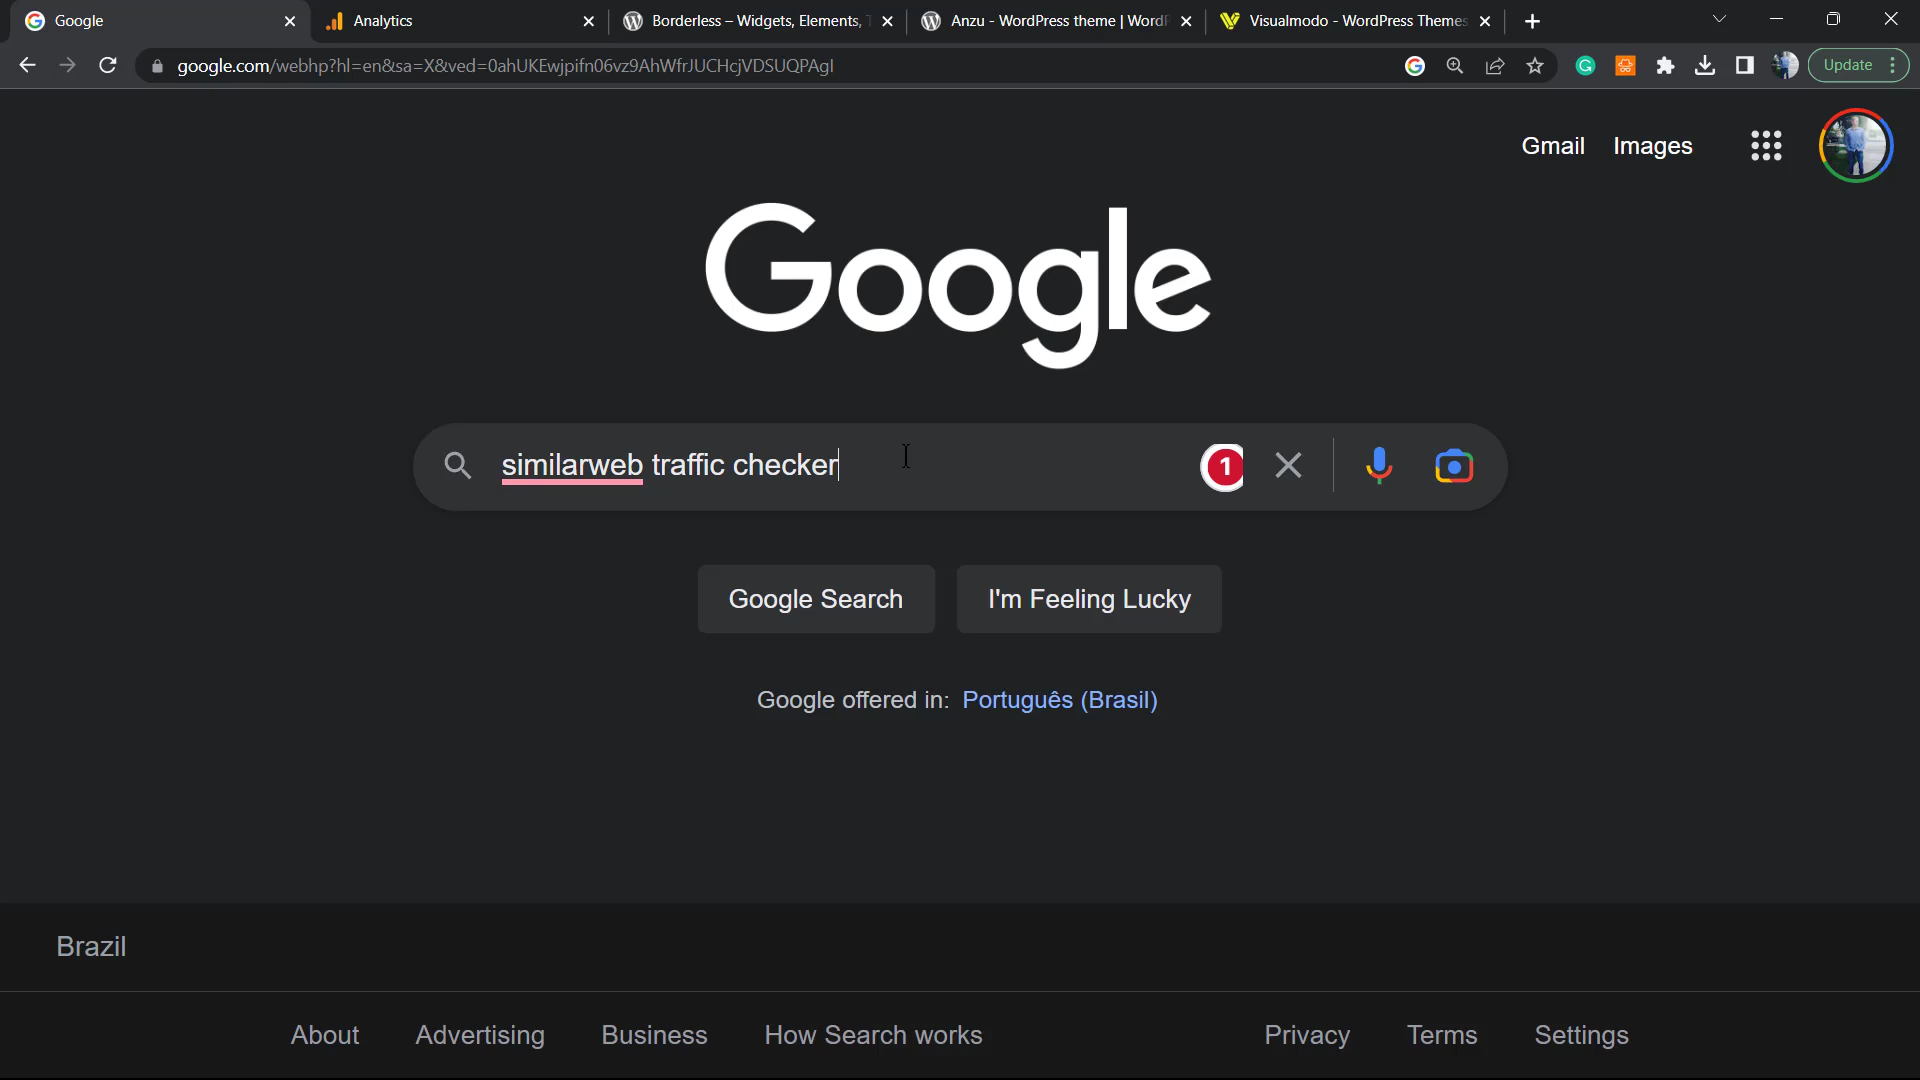 Google
Analytics
Borderless – Widgets, Elements,
Anzu - WordPress theme | WordP
Visualmodo - WordPress Themes
google.com/webhp?hl=en&sa=X&ved=0ahUKEwjpifn06vz9AhWfrJUCHcjVDSUQPAgI
Update
Gmail Images
Google
similarweb traffic checker
1
Google Search
I'm Feeling Lucky
Google offered in: Português (Brasil)
Brazil
About Advertising Business How Search works Privacy Terms Settings